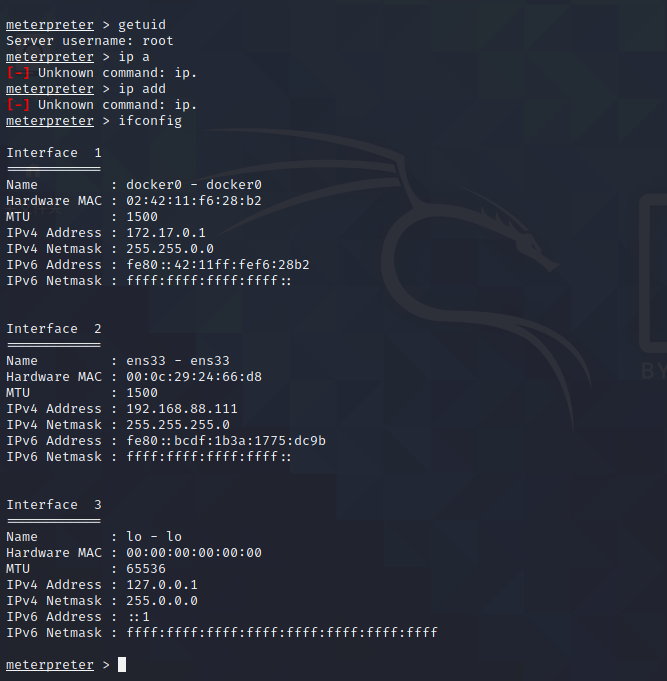 meterpreter > getuid
Server username: root
meterpreter > ip a
[-] Unknown command: ip.
meterpreter > ip add
[-] Unknown command: ip.
meterpreter > ifconfig
Interface  1
============
Name         : docker0 - docker0
Hardware MAC : 02:42:11:f6:28:b2
MTU          : 1500
IPv4 Address : 172.17.0.1
IPv4 Netmask : 255.255.0.0
IPv6 Address : fe80::42:11ff:fef6:28b2
IPv6 Netmask : ffff:ffff:ffff:ffff::
Interface  2
============
Name         : ens33 - ens33
Hardware MAC : 00:0c:29:24:66:d8
MTU          : 1500
IPv4 Address : 192.168.88.111
IPv4 Netmask : 255.255.255.0
IPv6 Address : fe80::bcdf:1b3a:1775:dc9b
IPv6 Netmask : ffff:ffff:ffff:ffff::
BY
Interface  3
============
Name         : lo - lo
Hardware MAC : 00:00:00:00:00:00
MTU          : 65536
IPv4 Address : 127.0.0.1
IPv4 Netmask : 255.0.0.0
IPv6 Address : ::1
IPv6 Netmask : ffff:ffff:ffff:ffff:ffff:ffff:ffff:ffff
meterpreter >